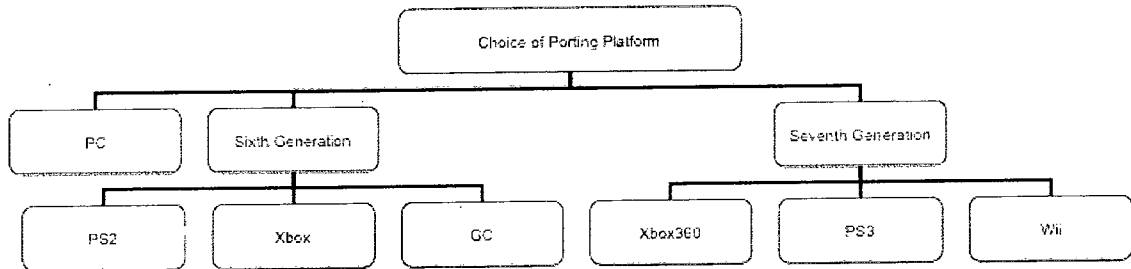 Choice of Porting Platform
PC
Sixth Generation
Seventh Generation
PS2
Xbox
GC
Xbox360
PS3
Wii